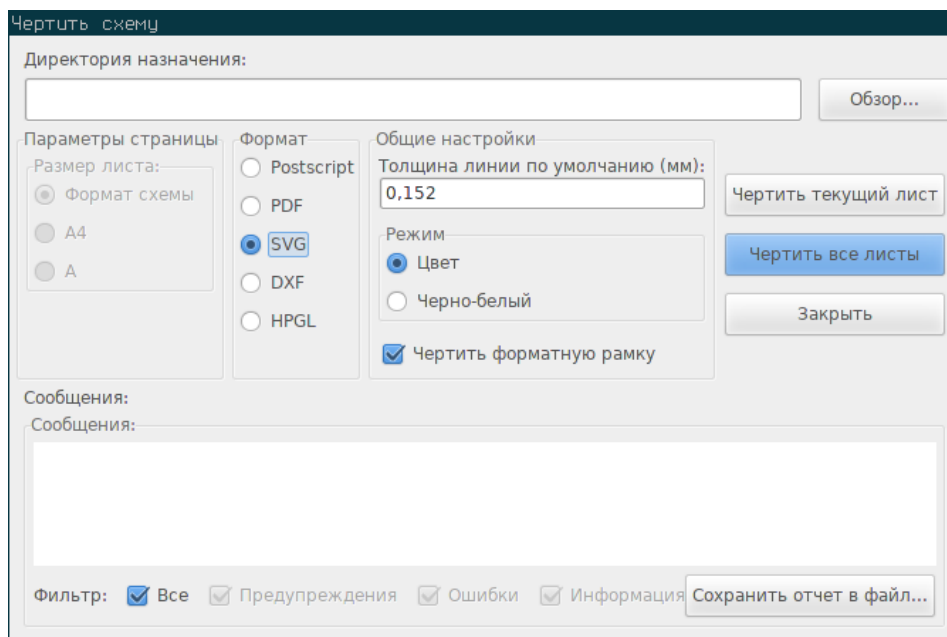 Чертить схему
Директория назначения:
Обзор...
Параметры страницы
Формат
Общие настройки
Размер листа:
Postscript
Толщина линии по умолчанию (мм):
Формат схемы
0,152
Чертить текущий лист
PDF
A4
SVG
Режим
Цвет
Чертить все листы
A
DXF
Черно-белый
HPGL
Закрыть
Чертить форматную рамку
Сообщения:
Сообщения:
Фильтр: Все Предупреждения Ошибки Информация Сохранить отчет в файл...